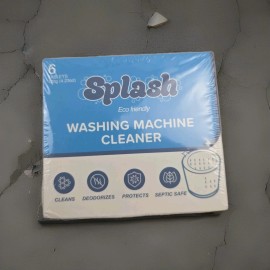 6
Splash
Eco friendly
WASHING MACHINE
CLEANER
CLEANS
DEODORIZES
PROTECTS
SEPTIC SAFE